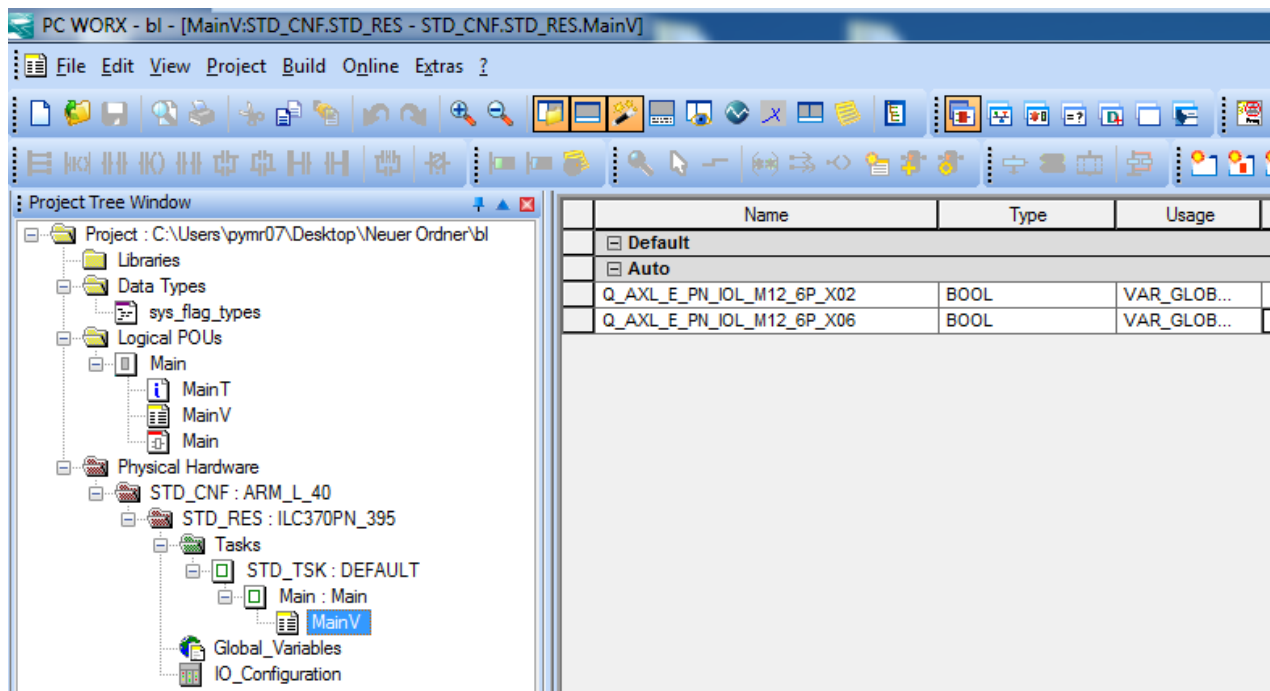 PC WORX - bl - [MainV:STD_CNF.STD_RES - STD_CNF.STD_RES.MainV]
File Edit View Project Build Online Extras ?
Project Tree Window
Project : C:\Users\pymr07\Desktop\Neuer Ordner\bl
Libraries
Data Types
sys_flag_types
Logical POUs
Main
MainT
MainV
Main
Physical Hardware
STD_CNF : ARM_L_40
STD_RES : ILC370PN_395
Tasks
STD_TSK : DEFAULT
Main : Main
MainV
Global_Variables
IO_Configuration
Name Type Usage
Default
Auto
Q_AXL_E_PN_IOL_M12_6P_X02 BOOL VAR_GLOB...
Q_AXL_E_PN_IOL_M12_6P_X06 BOOL VAR_GLOB...